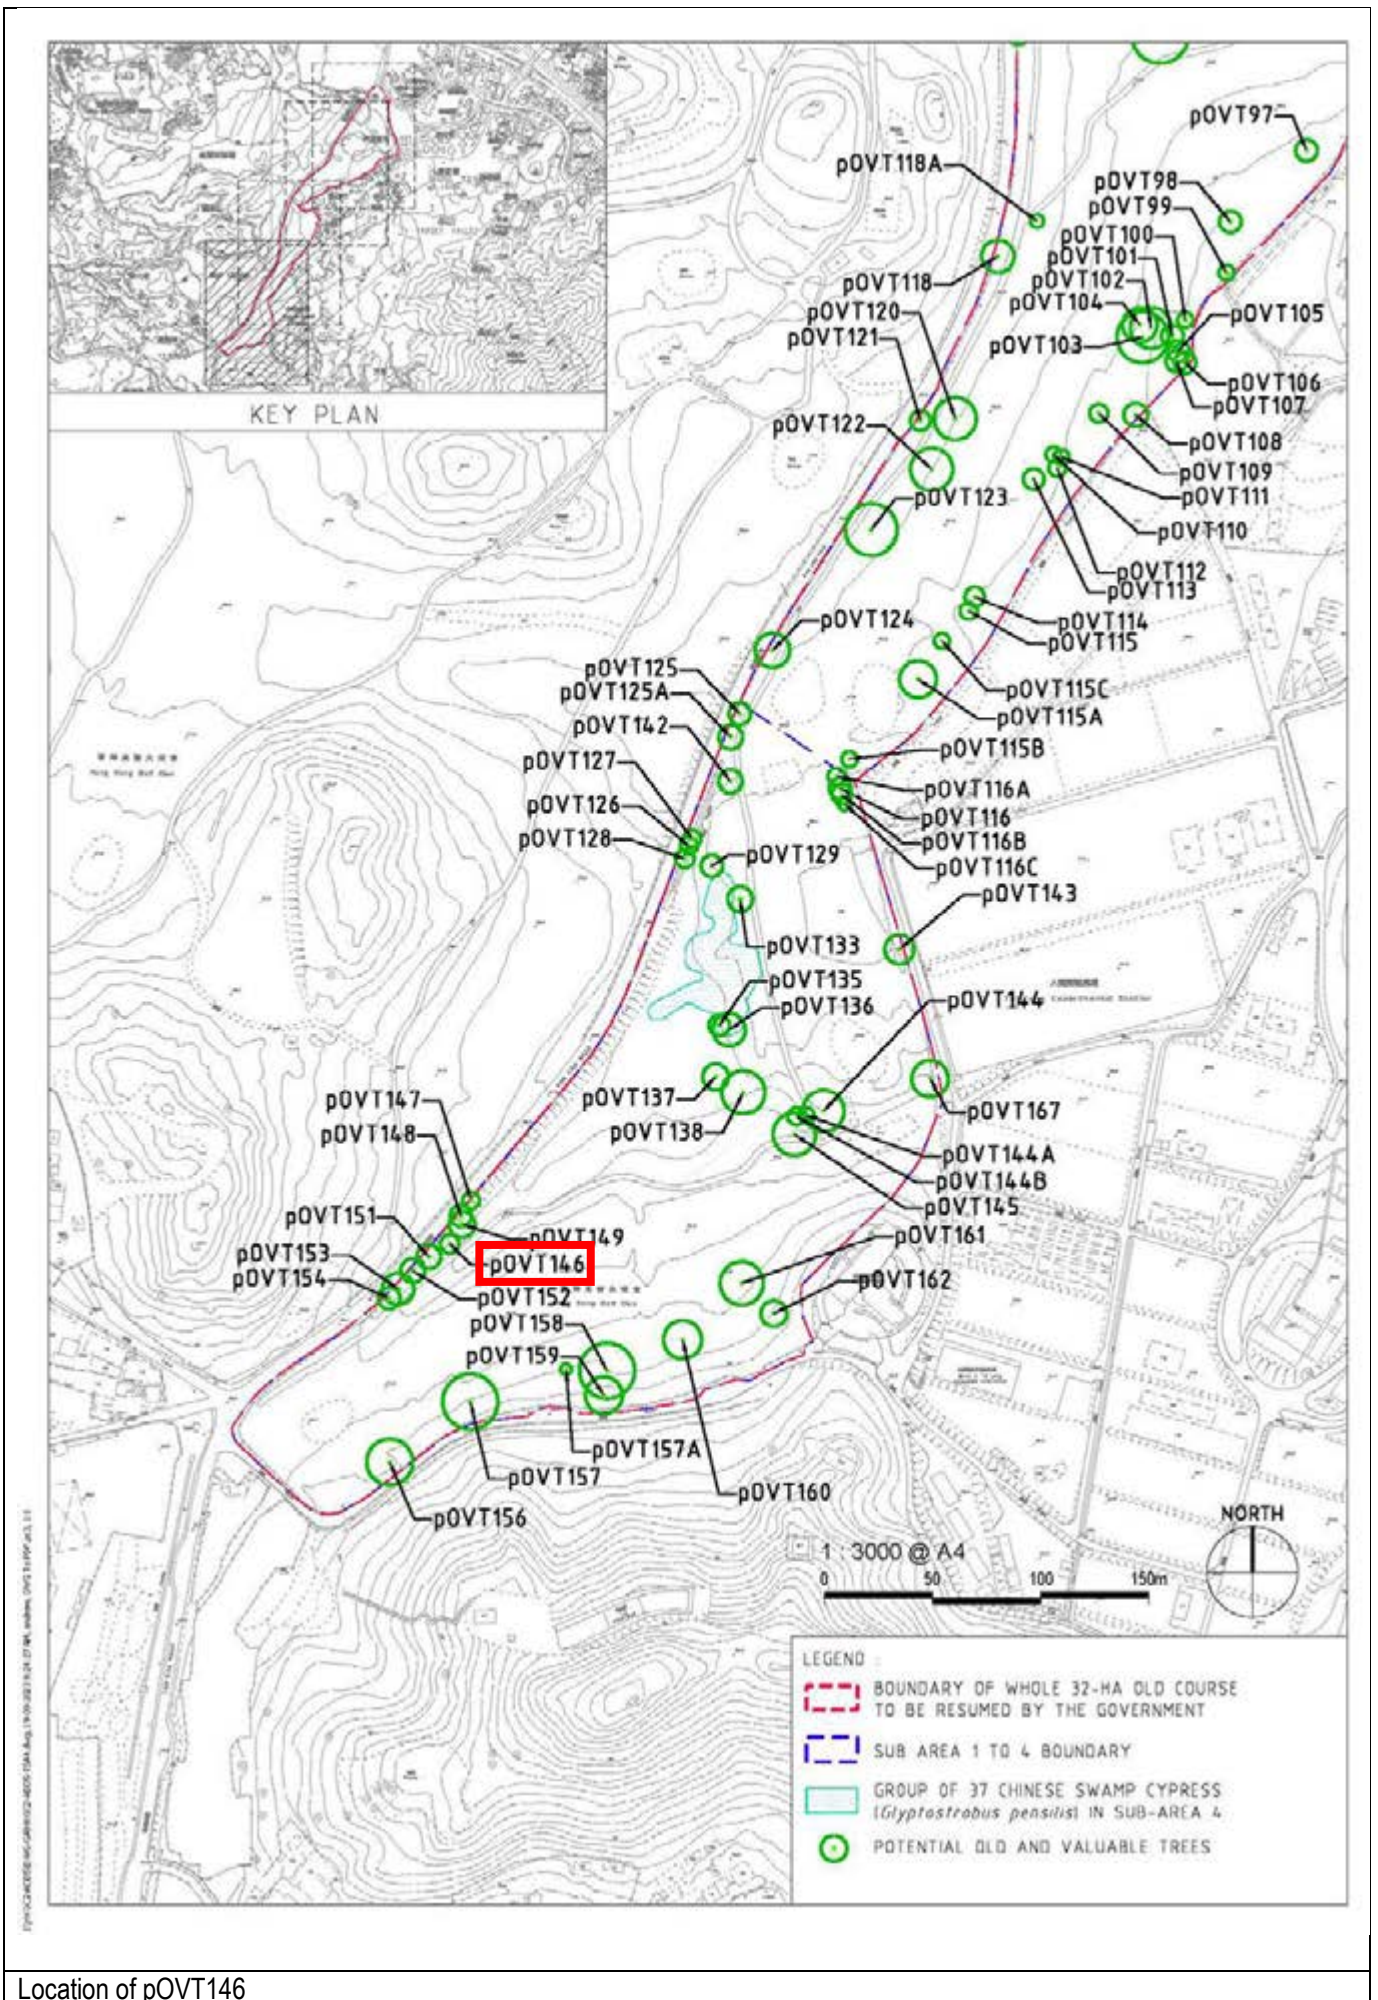 KEY PLAN
pOVT97
pOVT118A
pOVT98
pOVT99
pOVT100
pOVT101
pOVT102
pOVT104
pOVT118
pOVT120
pOVT105
pOVT121
pOVT103
pOVT106
pOVT107
pOVT122
pOVT108
pOVT109
pOVT111
pOVT123
pOVT110
pOVT112
pOVT113
pOVT124
pOVT114
pOVT115
pOVT125
pOVT125A
pOVT115C
pOVT142
pOVT115A
pOVT115B
pOVT127
pOVT116A
pOVT126
pOVT116
pOVT128
pOVT116B
pOVT129
pOVT116C
pOVT143
pOVT133
pOVT135
pOVT144
pOVT136
pOVT137
pOVT147
pOVT167
pOVT138
pOVT148
pOVT144A
pOVT144B
pOVT145
pOVT151
pOVT149
pOVT161
pOVT153
pOVT146
pOVT154
pOVT162
pOVT152
pOVT158
pOVT159
pOVT157A
pOVT157
pOVT160
pOVT156
NORTH
1 : 3000 @ A4
0 50 100 150m
LEGEND :
BOUNDARY OF WHOLE 32-HA OLD COURSE
TO BE RESUMED BY THE GOVERNMENT
SUB AREA 1 TO 4 BOUNDARY
GROUP OF 37 CHINESE SWAMP CYPRESS
(Glyptostrobus pensilis) IN SUB-AREA 4
POTENTIAL OLD AND VALUABLE TREES
Location of pOVT146